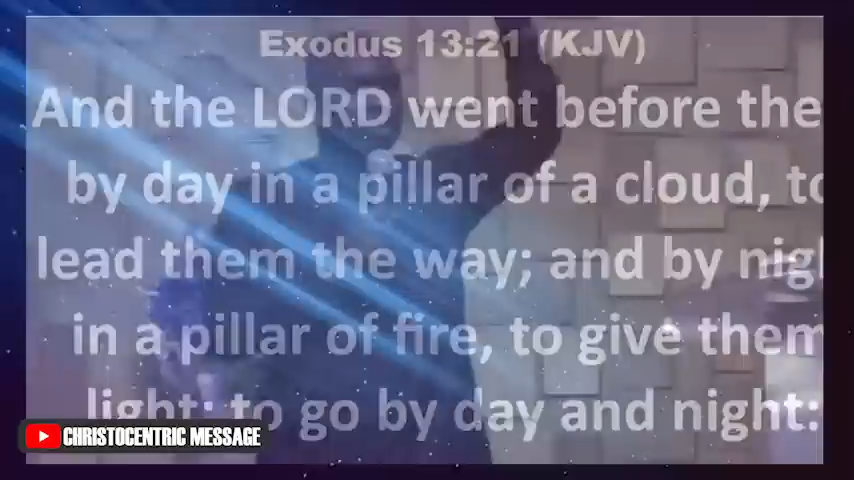 Exodus 13:21 (KJV)
And the LORD went before the
by day in a pillar of a cloud, to
lead them the way; and by nigh
in a pillar of fire, to give them
light; to go by day and night:
CHRISTOCENTRIC MESSAGE